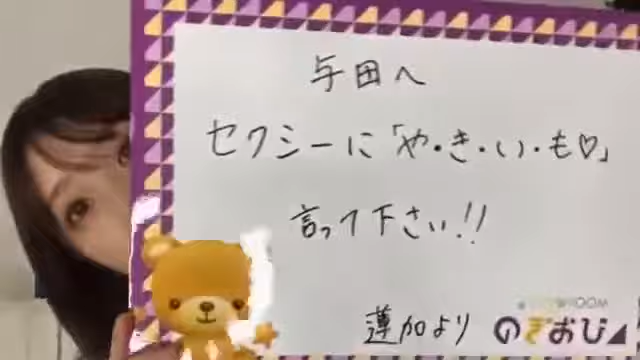 与田へ
セクシーに「や・き・い・も♡」
言って下さい!!
蓮加より
のぎおび